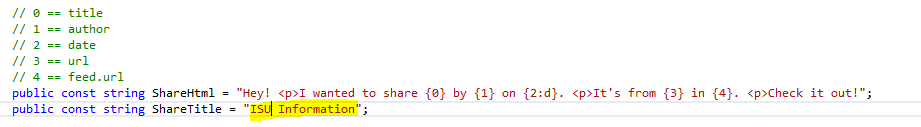 // 0 == title
// 1 == author
// 2 == date
// 3 == url
// 4 == feed.url
public const string ShareHtml = "Hey! <p>I wanted to share {0} by {1} on {2:d}. <p>It's from {3} in {4}. <p>Check it out!";
public const string ShareTitle = "ISU Information";